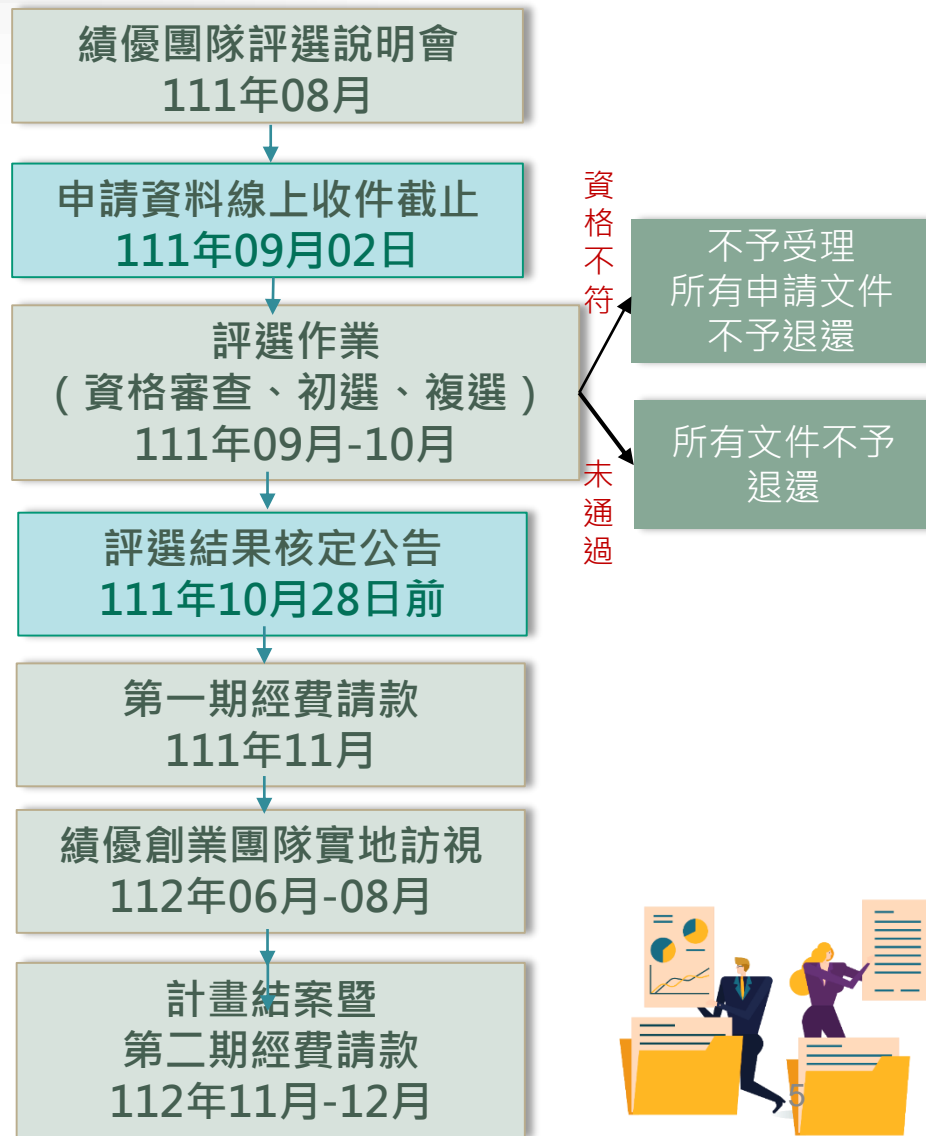 績優團隊評選說明會
111年08月
申請資料線上收件截止
111年09月02日
評選作業
（資格審查、初選、複選）
111年09月-10月
資格不符
不予受理
所有申請文件
不予退還
未通過
所有文件不予
退還
評選結果核定公告
111年10月28日前
第一期經費請款
111年11月
績優創業團隊實地訪視
112年06月-08月
計畫結案暨
第二期經費請款
112年11月-12月
5